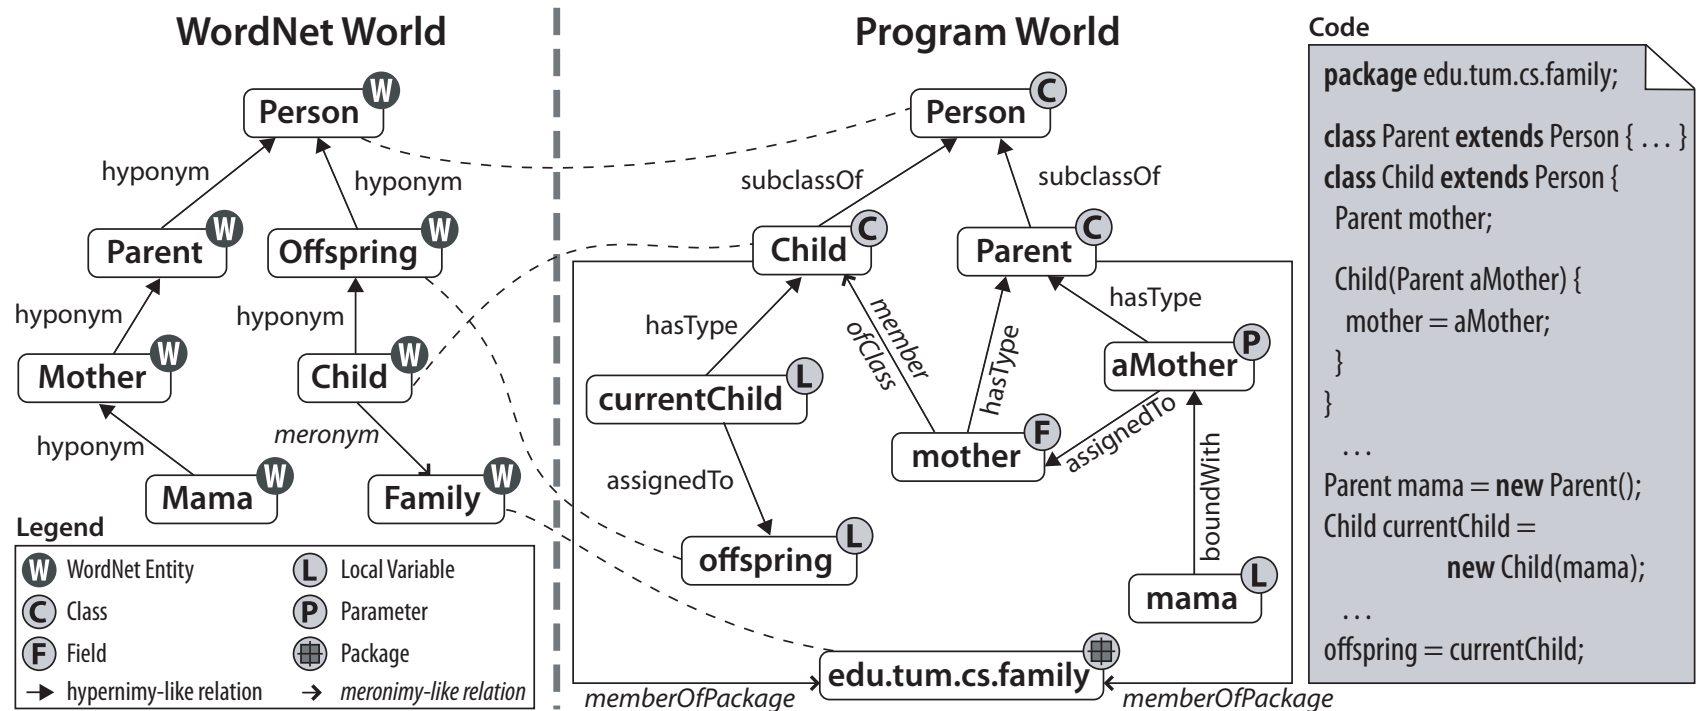 WordNet World
Person
W
hyponym
hyponym
Parent
W
Offspring
W
hyponym
hyponym
Mother
W
Child
W
hyponym
meronym
Mama
W
Family
W
Legend
W WordNet Entity
L Local Variable
C Class
P Parameter
F Field
Package
hypernimy-like relation
meronimy-like relation
Program World
Person
C
subclassOf
subclassOf
Child
C
Parent
C
hasType
member
ofClass
hasType
hasType
currentChild
L
aMother
P
assignedTo
mother
F
assignedTo
boundWith
offspring
L
mama
L
edu.tum.cs.family
memberOfPackage
memberOfPackage
Code
package edu.tum.cs.family;
class Parent extends Person { ... }
class Child extends Person {
Parent mother;
Child(Parent aMother) {
mother = aMother;
}
}
...
Parent mama = new Parent();
Child currentChild =
new Child(mama);
...
offspring = currentChild;